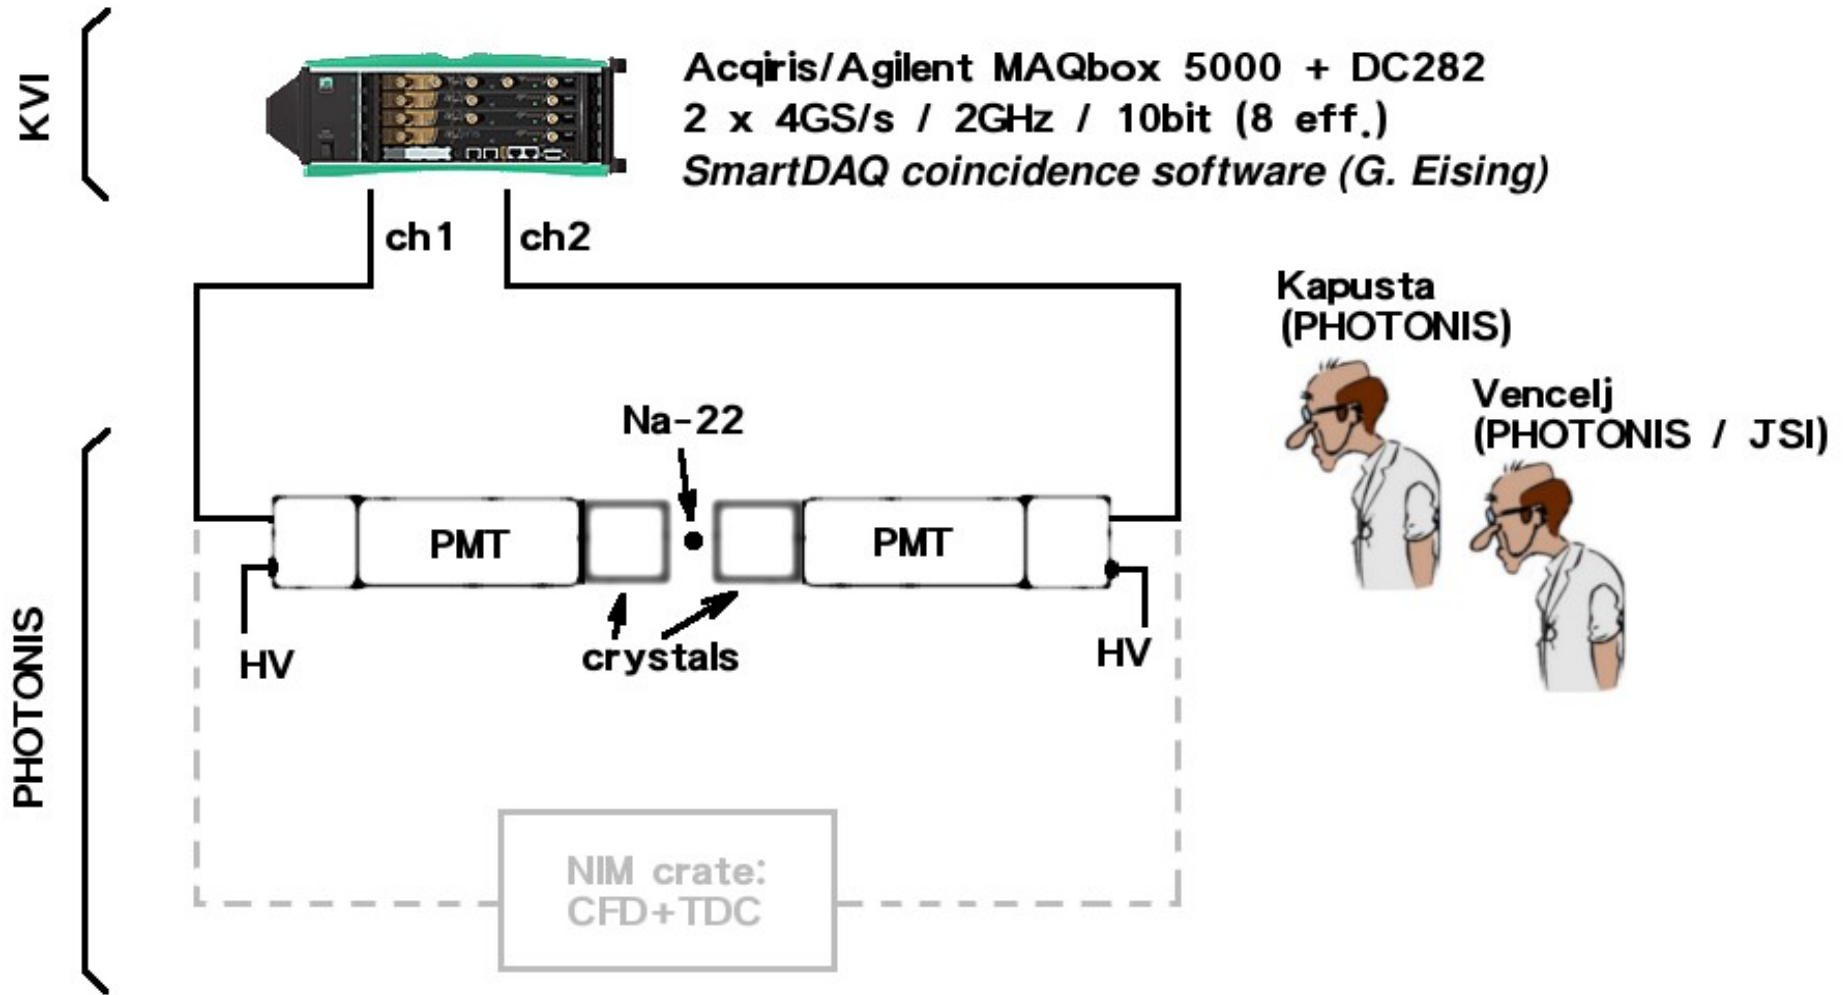 KVI
Acqiris/Agilent MAQbox 5000 + DC282
2 x 4GS/s / 2GHz / 10bit (8 eff.)
SmartDAQ coincidence software (G. Eising)
ch1
ch2
Kapusta
(PHOTONIS)
Vencelj
(PHOTONIS / JSI)
Na-22
PMT
PMT
HV
crystals
HV
PHOTONIS
NIM crate:
CFD+TDC